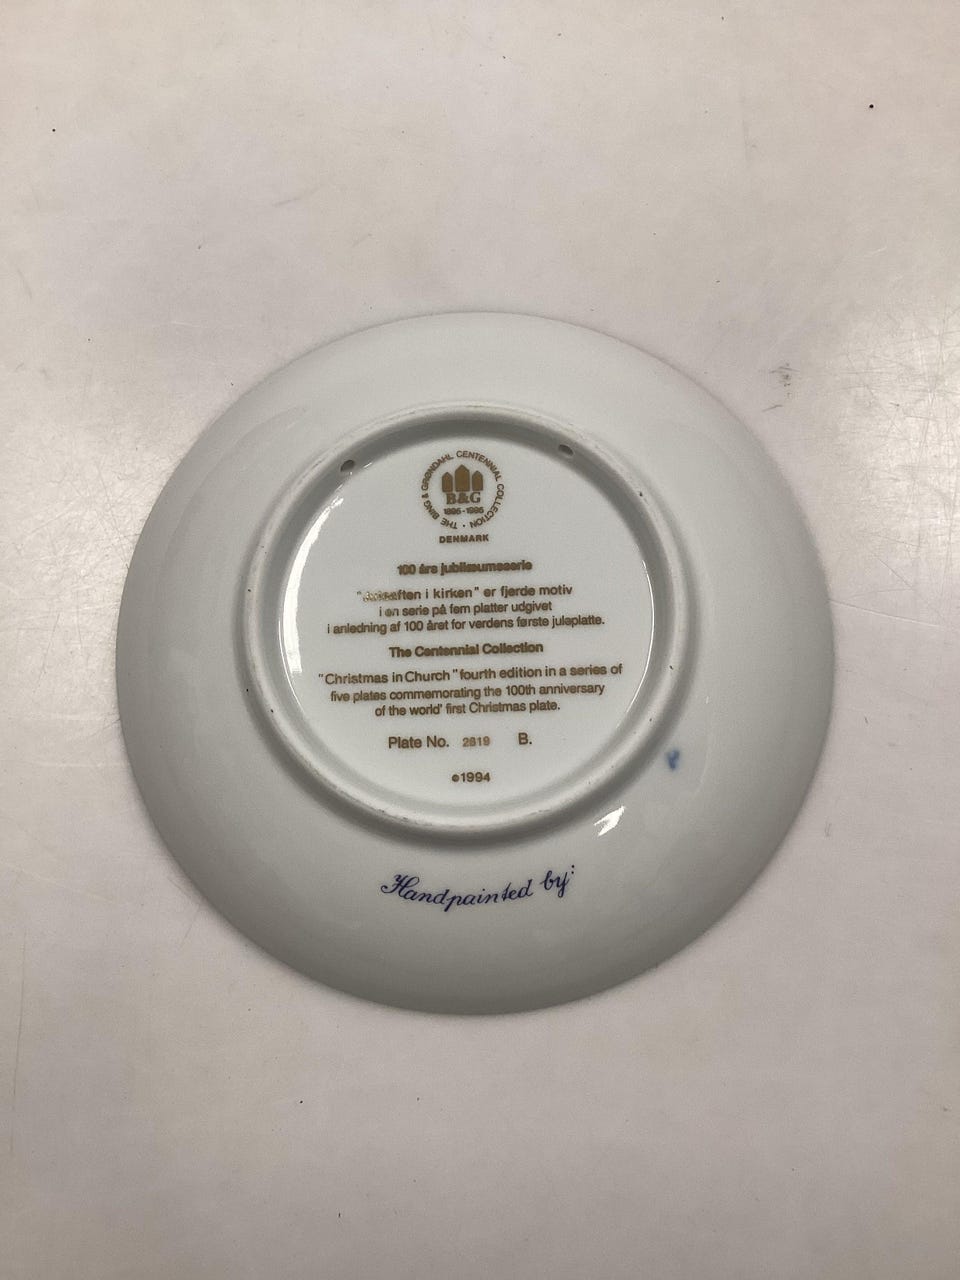 THE BING & GRØNDAHL CENTENNIAL COLLECTION ·
B&G
1895-1995
DENMARK
100 års jubilæumsserie
"Juleaften i kirken" er fjerde motiv
i en serie på fem platter udgivet
i anledning af 100 året for verdens første juleplatte.
The Centennial Collection
"Christmas in Church" fourth edition in a series of
five plates commemorating the 100th anniversary
of the world' first Christmas plate.
Plate No. 2619 B.
©1994
Handpainted by: